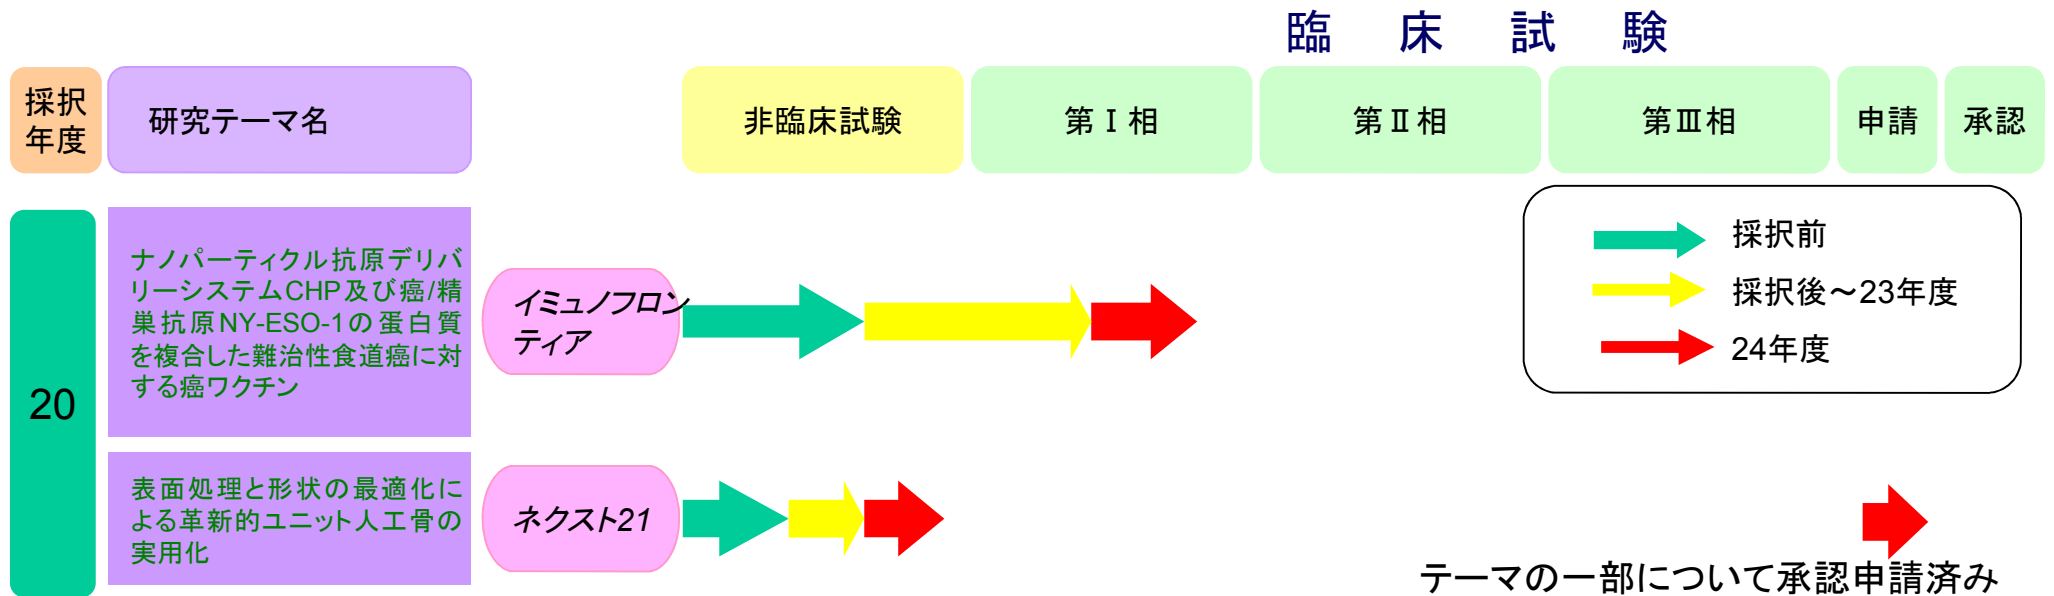 臨床試験
採択
年度
研究テーマ名
非臨床試験
第Ⅰ相
第Ⅱ相
第Ⅲ相
申請
承認
採択前
採択後～23年度
24年度
20
ナノパーティクル抗原デリバ
リーシステムCHP及び癌/精
巣抗原NY-ESO-1の蛋白質
を複合した難治性食道癌に対
する癌ワクチン
イミュノフロン
ティア
表面処理と形状の最適化に
よる革新的ユニット人工骨の
実用化
ネクスト21
テーマの一部について承認申請済み